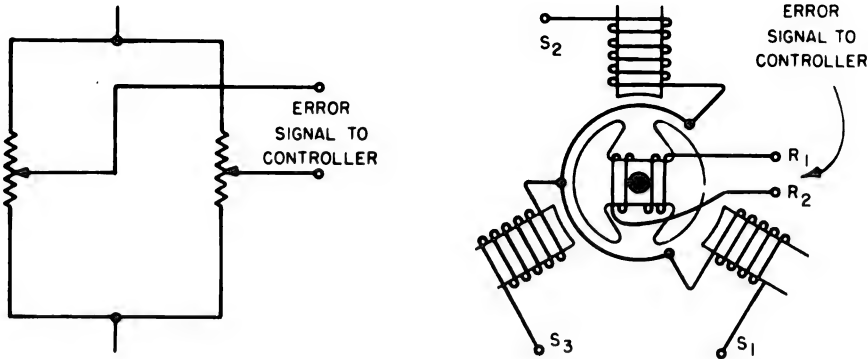 ERROR
SIGNAL TO
CONTROLLER
S2
ERROR
SIGNAL TO
CONTROLLER
R1
R2
S3
S1